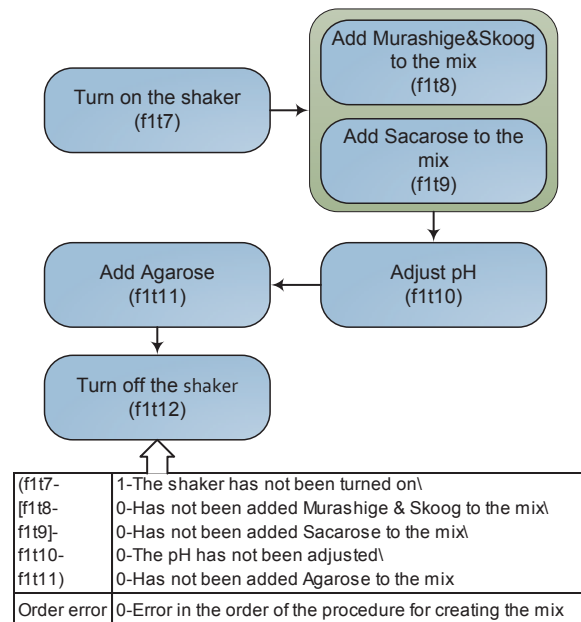 Add Murashige&Skoog
to the mix
(f1t8)
Turn on the shaker
(f1t7)
Add Sacarose to the
mix
(f1t9)
Add Agarose
(f1t11)
Adjust pH
(f1t10)
Turn off the shaker
(f1t12)
(f1t7- 1-The shaker has not been turned on\
[f1t8- 0-Has not been added Murashige & Skoog to the mix\
f1t9]- 0-Has not been added Sacarose to the mix\
f1t10- 0-The pH has not been adjusted\
f1t11) 0-Has not been added Agarose to the mix
Order error 0-Error in the order of the procedure for creating the mix